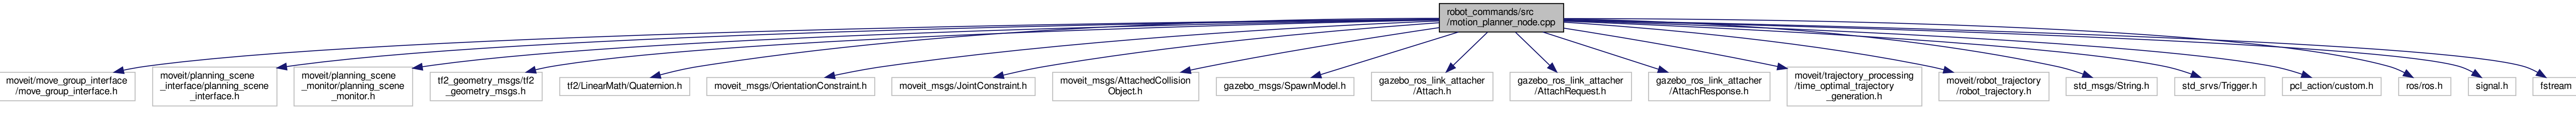 robot_commands/src
/motion_planner_node.cpp
moveit/move_group_interface
/move_group_interface.h
moveit/planning_scene
_interface/planning_scene
_interface.h
moveit/planning_scene
_monitor/planning_scene
_monitor.h
tf2_geometry_msgs/tf2
_geometry_msgs.h
tf2/LinearMath/Quaternion.h
moveit_msgs/OrientationConstraint.h
moveit_msgs/JointConstraint.h
moveit_msgs/AttachedCollision
Object.h
gazebo_msgs/SpawnModel.h
gazebo_ros_link_attacher
/Attach.h
gazebo_ros_link_attacher
/AttachRequest.h
gazebo_ros_link_attacher
/AttachResponse.h
moveit/trajectory_processing
/time_optimal_trajectory
_generation.h
moveit/robot_trajectory
/robot_trajectory.h
std_msgs/String.h
std_srvs/Trigger.h
pcl_action/custom.h
ros/ros.h
signal.h
fstream